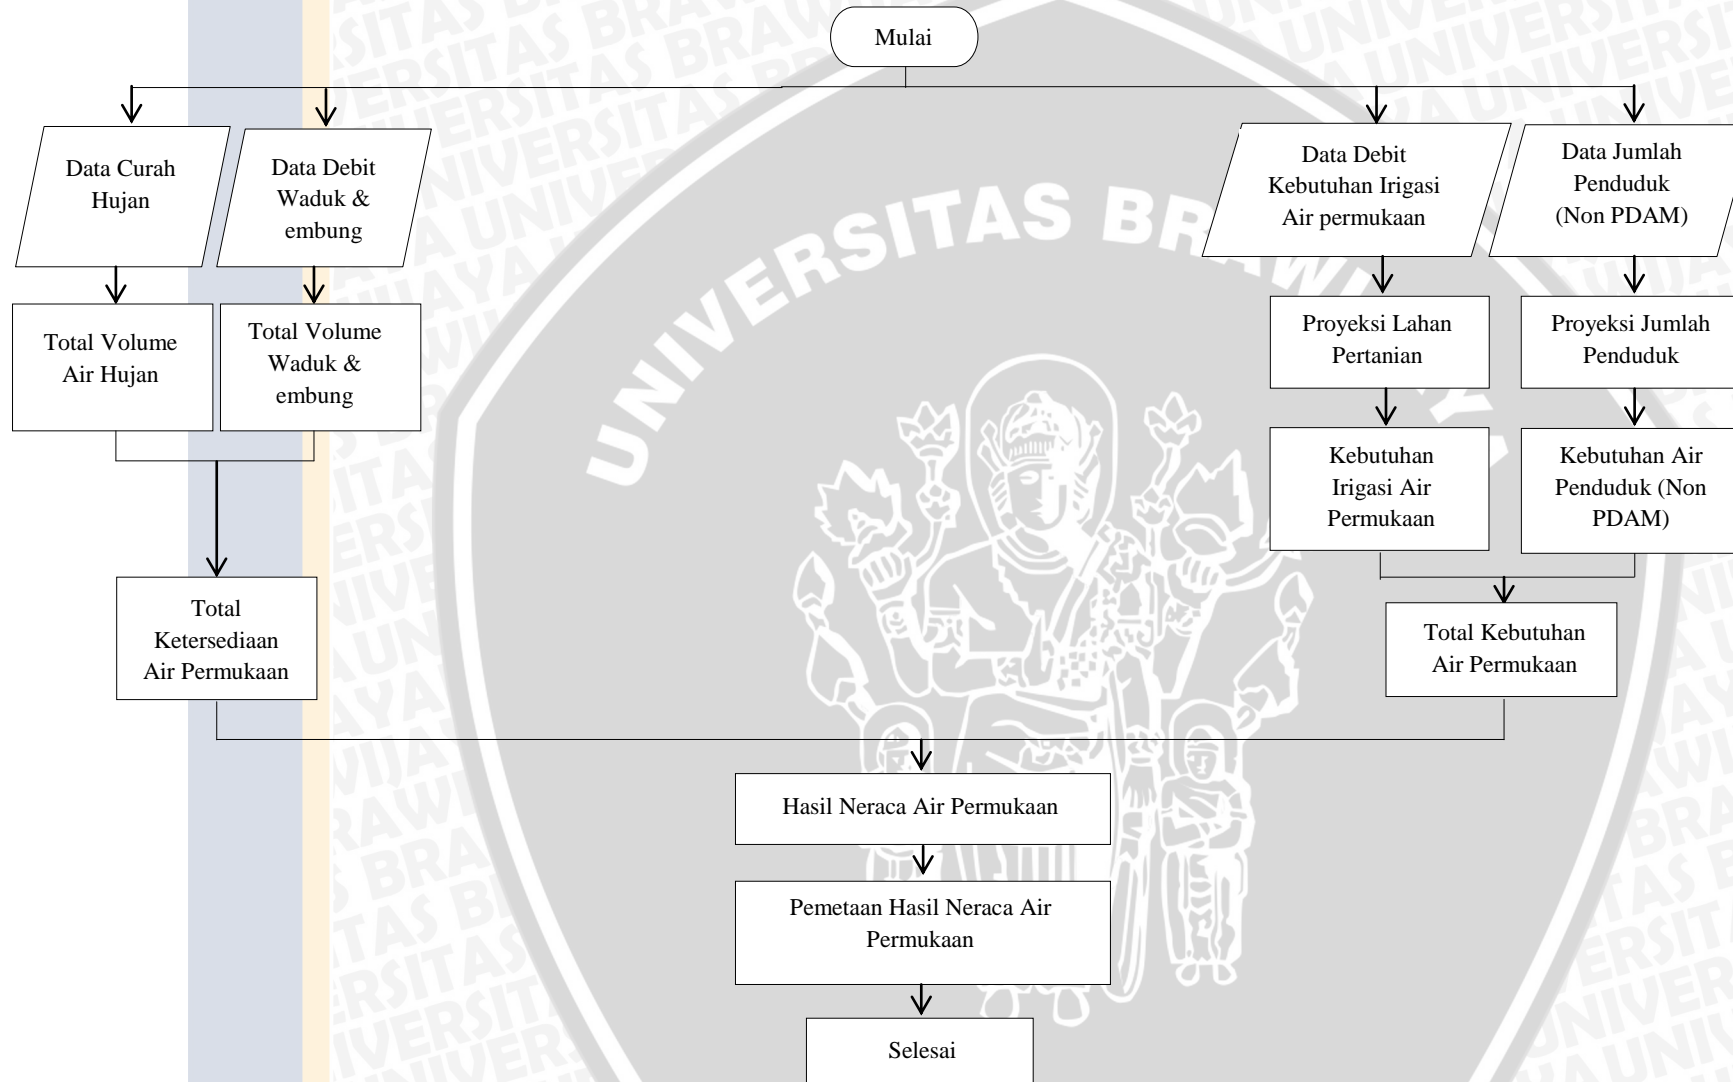 Mulai
Data Curah
Hujan
Data Debit
Waduk &
embung
Data Debit
Kebutuhan Irigasi
Air permukaan
Data Jumlah
Penduduk
(Non PDAM)
Total Volume
Air Hujan
Total Volume
Waduk &
embung
Proyeksi Lahan
Pertanian
Proyeksi Jumlah
Penduduk
Kebutuhan
Irigasi Air
Permukaan
Kebutuhan Air
Penduduk (Non
PDAM)
Total
Ketersediaan
Air Permukaan
Total Kebutuhan
Air Permukaan
Hasil Neraca Air Permukaan
Pemetaan Hasil Neraca Air
Permukaan
Selesai
UNIVERSITAS BRAW